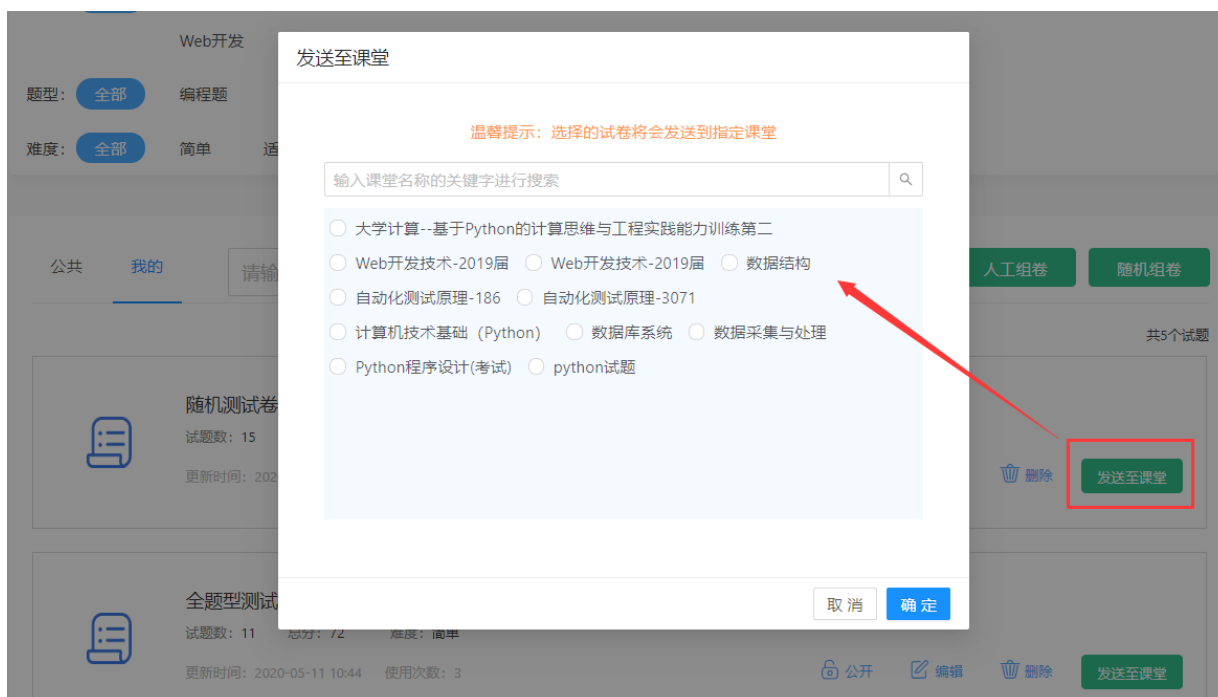 Web开发
发送至课堂
题型： 全部 编程题
温馨提示：选择的试卷将会发送到指定课堂
难度： 全部 简单 适
输入课堂名称的关键字进行搜索
大学计算--基于Python的计算思维与工程实践能力训练第二
公共 我的 请输 Web开发技术-2019届 Web开发技术-2019届 数据结构 人工组卷 随机组卷
自动化测试原理-186 自动化测试原理-3071
计算机技术基础（Python） 数据库系统 数据采集与处理 共5个试题
Python程序设计(考试) python试题
随机测试卷
试题数：15
更新时间：202 删除 发送至课堂
全题型测试 取 消 确 定
试题数：11 总分：72 难度：简单
更新时间：2020-05-11 10:44 使用次数：3 公开 编辑 删除 发送至课堂